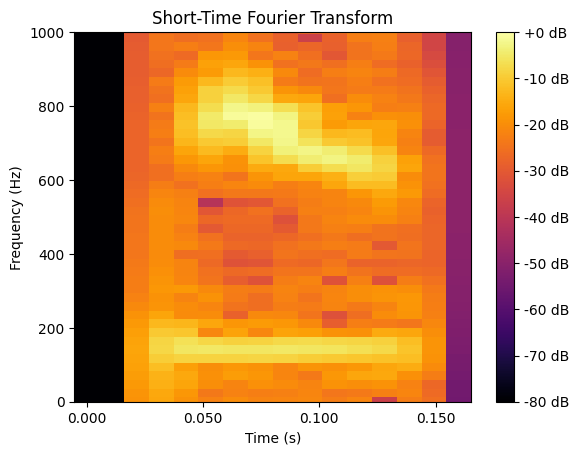 Short-Time Fourier Transform
1000
800
600
400
200
0
Frequency (Hz)
0.000
0.050
0.100
0.150
Time (s)
+0 dB
-10 dB
-20 dB
-30 dB
-40 dB
-50 dB
-60 dB
-70 dB
-80 dB